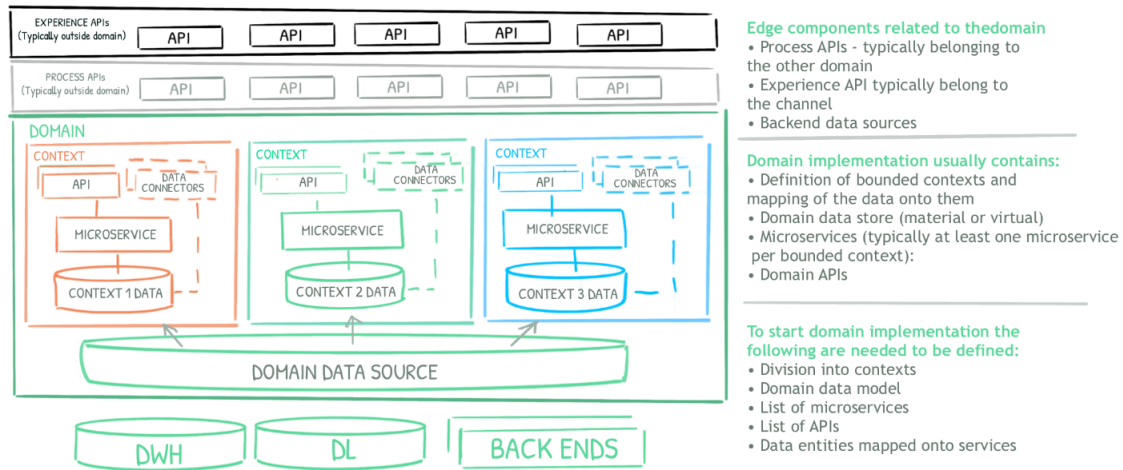 EXPERIENCE APIs
(Typically outside domain)
API
API
API
API
API
PROCESS APIs
(Typically outside domain)
API
API
API
API
API
DOMAIN
CONTEXT
API
DATA
CONNECTORS
MICROSERVICE
CONTEXT 1 DATA
CONTEXT
API
DATA
CONNECTORS
MICROSERVICE
CONTEXT 2 DATA
CONTEXT
API
DATA
CONNECTORS
MICROSERVICE
CONTEXT 3 DATA
DOMAIN DATA SOURCE
DWH
DL
BACK ENDS
Edge components related to thedomain
• Process APIs - typically belonging to
the other domain
• Experience API typically belong to
the channel
• Backend data sources
Domain implementation usually contains:
• Definition of bounded contexts and
mapping of the data onto them
• Domain data store (material or virtual)
• Microservices (typically at least one microservice
per bounded context):
• Domain APIs
To start domain implementation the
following are needed to be defined:
• Division into contexts
• Domain data model
• List of microservices
• List of APIs
• Data entities mapped onto services